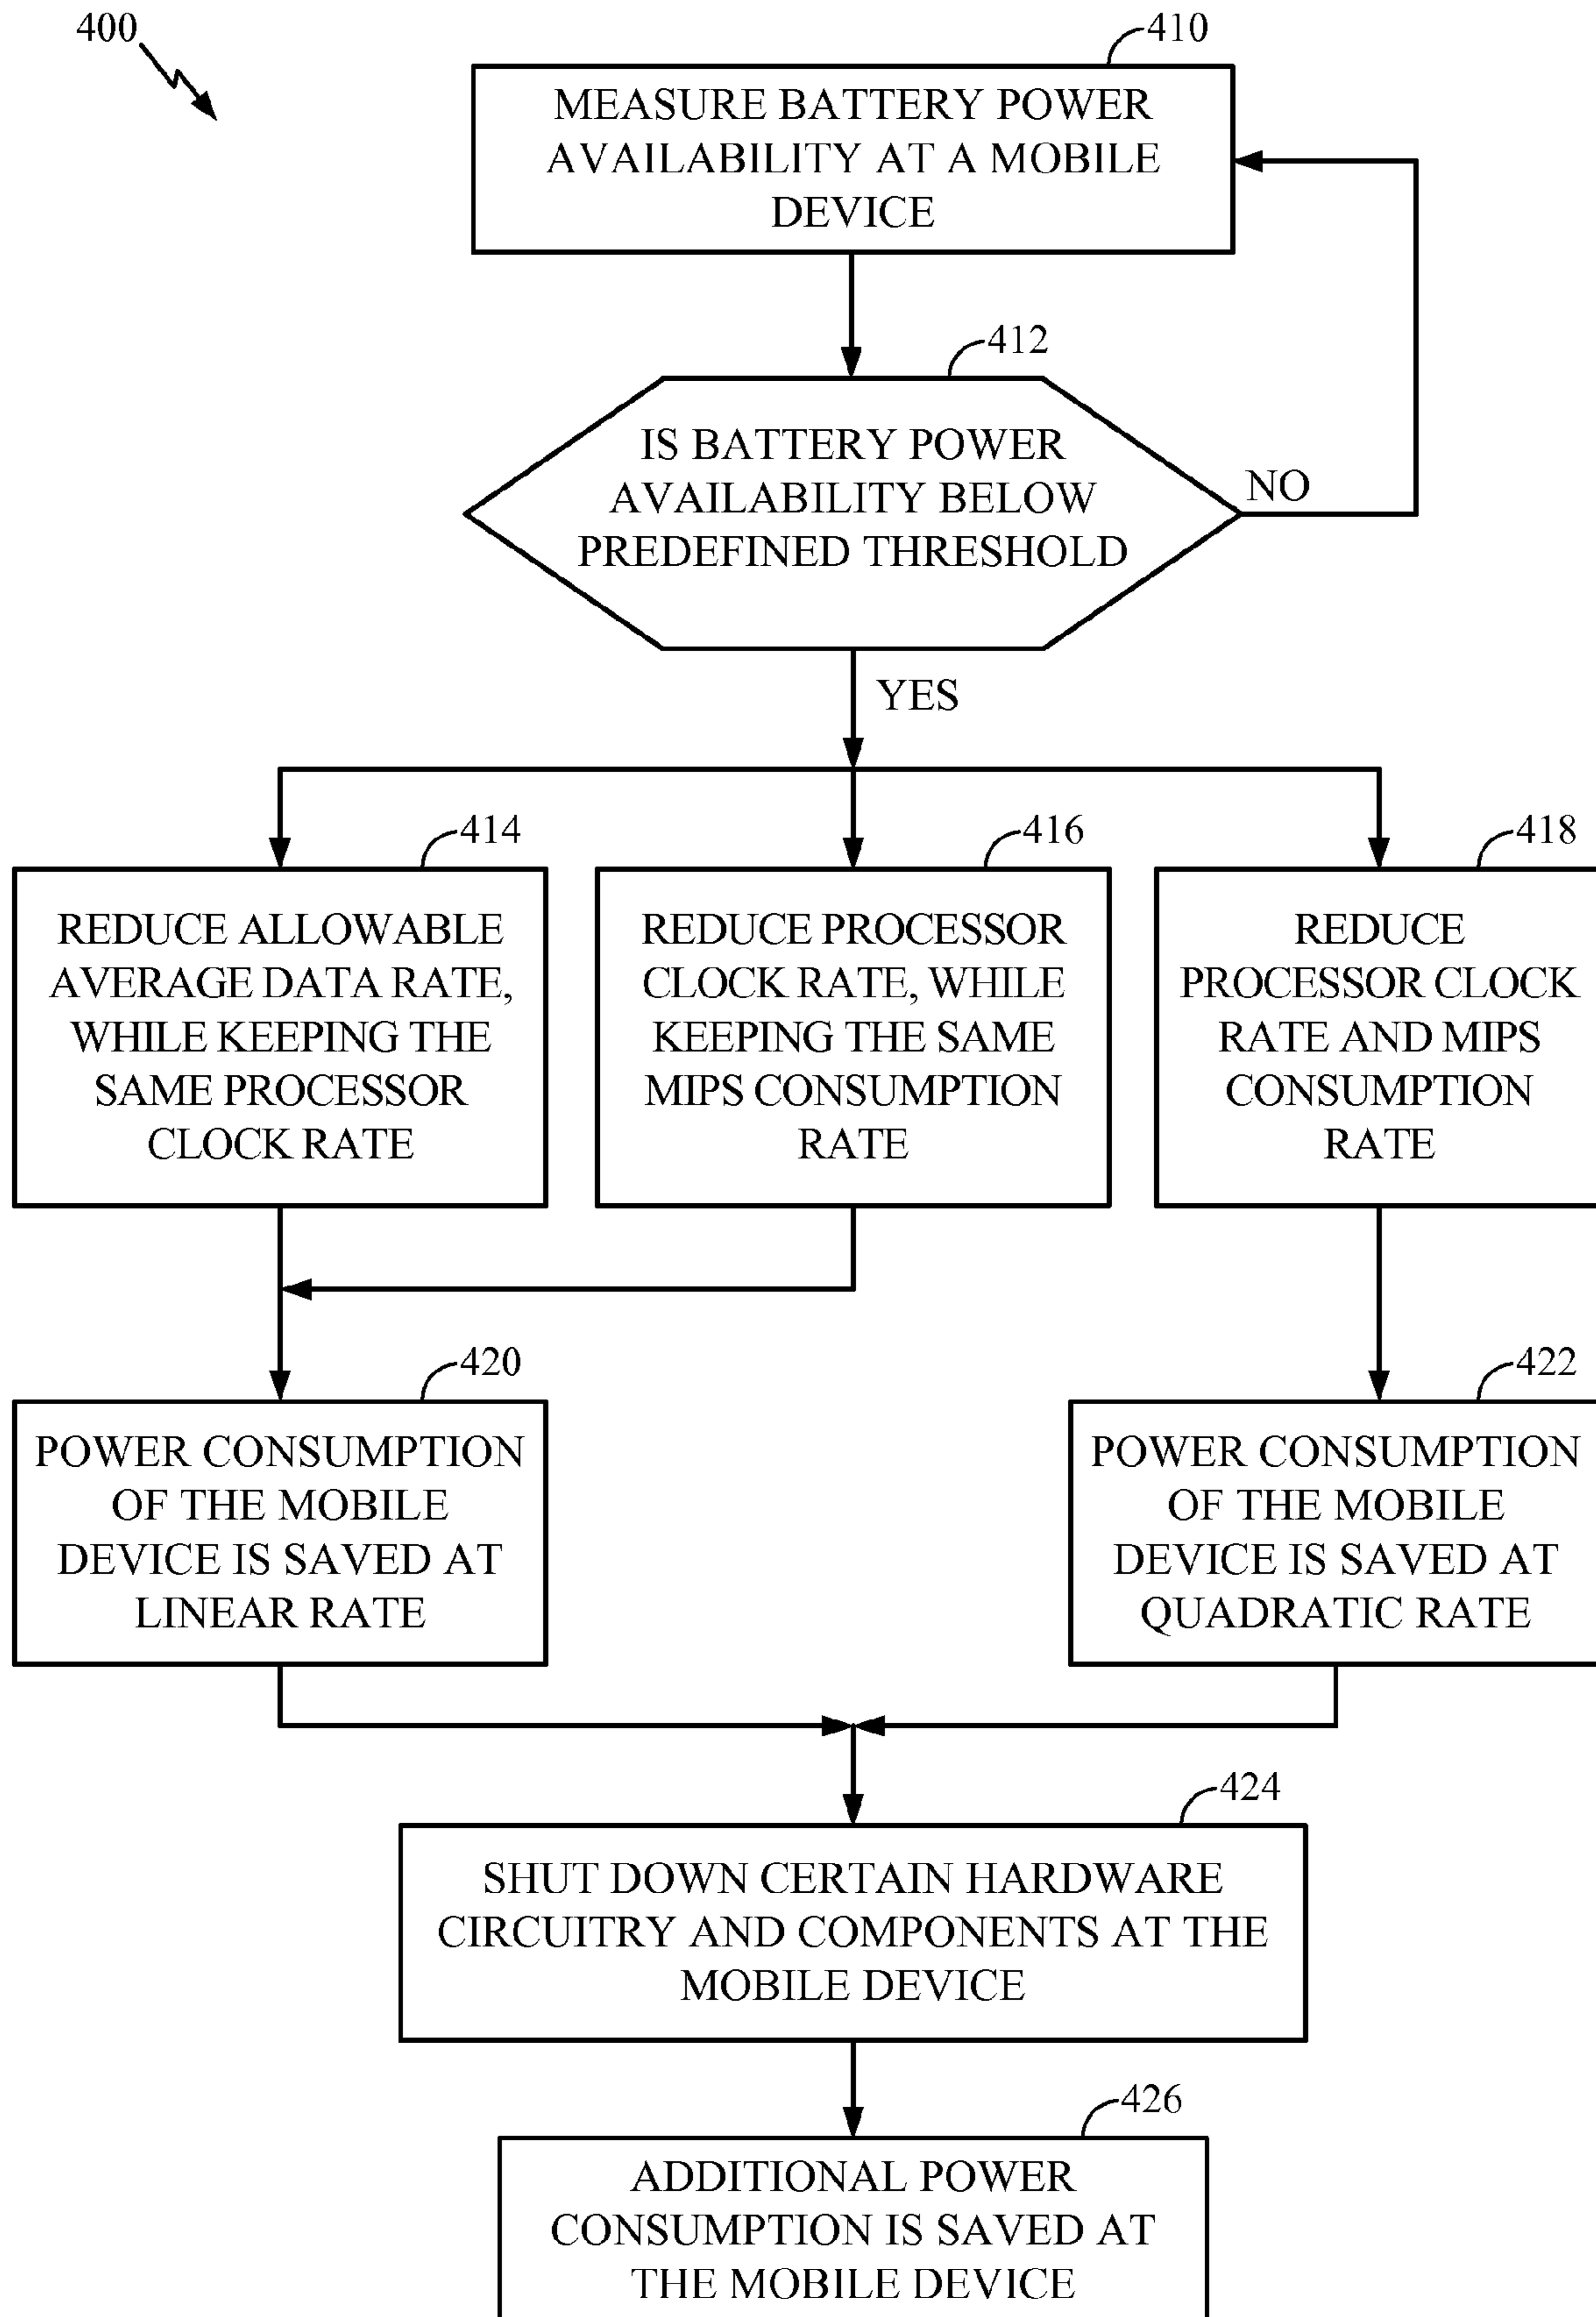 400
410
MEASURE BATTERY POWER
AVAILABILITY AT A MOBILE
DEVICE
412
IS BATTERY POWER
AVAILABILITY BELOW
PREDEFINED THRESHOLD
NO
YES
414
REDUCE ALLOWABLE
AVERAGE DATA RATE,
WHILE KEEPING THE
SAME PROCESSOR
CLOCK RATE
416
REDUCE PROCESSOR
CLOCK RATE, WHILE
KEEPING THE SAME
MIPS CONSUMPTION
RATE
418
REDUCE
PROCESSOR CLOCK
RATE AND MIPS
CONSUMPTION
RATE
420
POWER CONSUMPTION
OF THE MOBILE
DEVICE IS SAVED AT
LINEAR RATE
422
POWER CONSUMPTION
OF THE MOBILE
DEVICE IS SAVED AT
QUADRATIC RATE
424
SHUT DOWN CERTAIN HARDWARE
CIRCUITRY AND COMPONENTS AT THE
MOBILE DEVICE
426
ADDITIONAL POWER
CONSUMPTION IS SAVED AT
THE MOBILE DEVICE